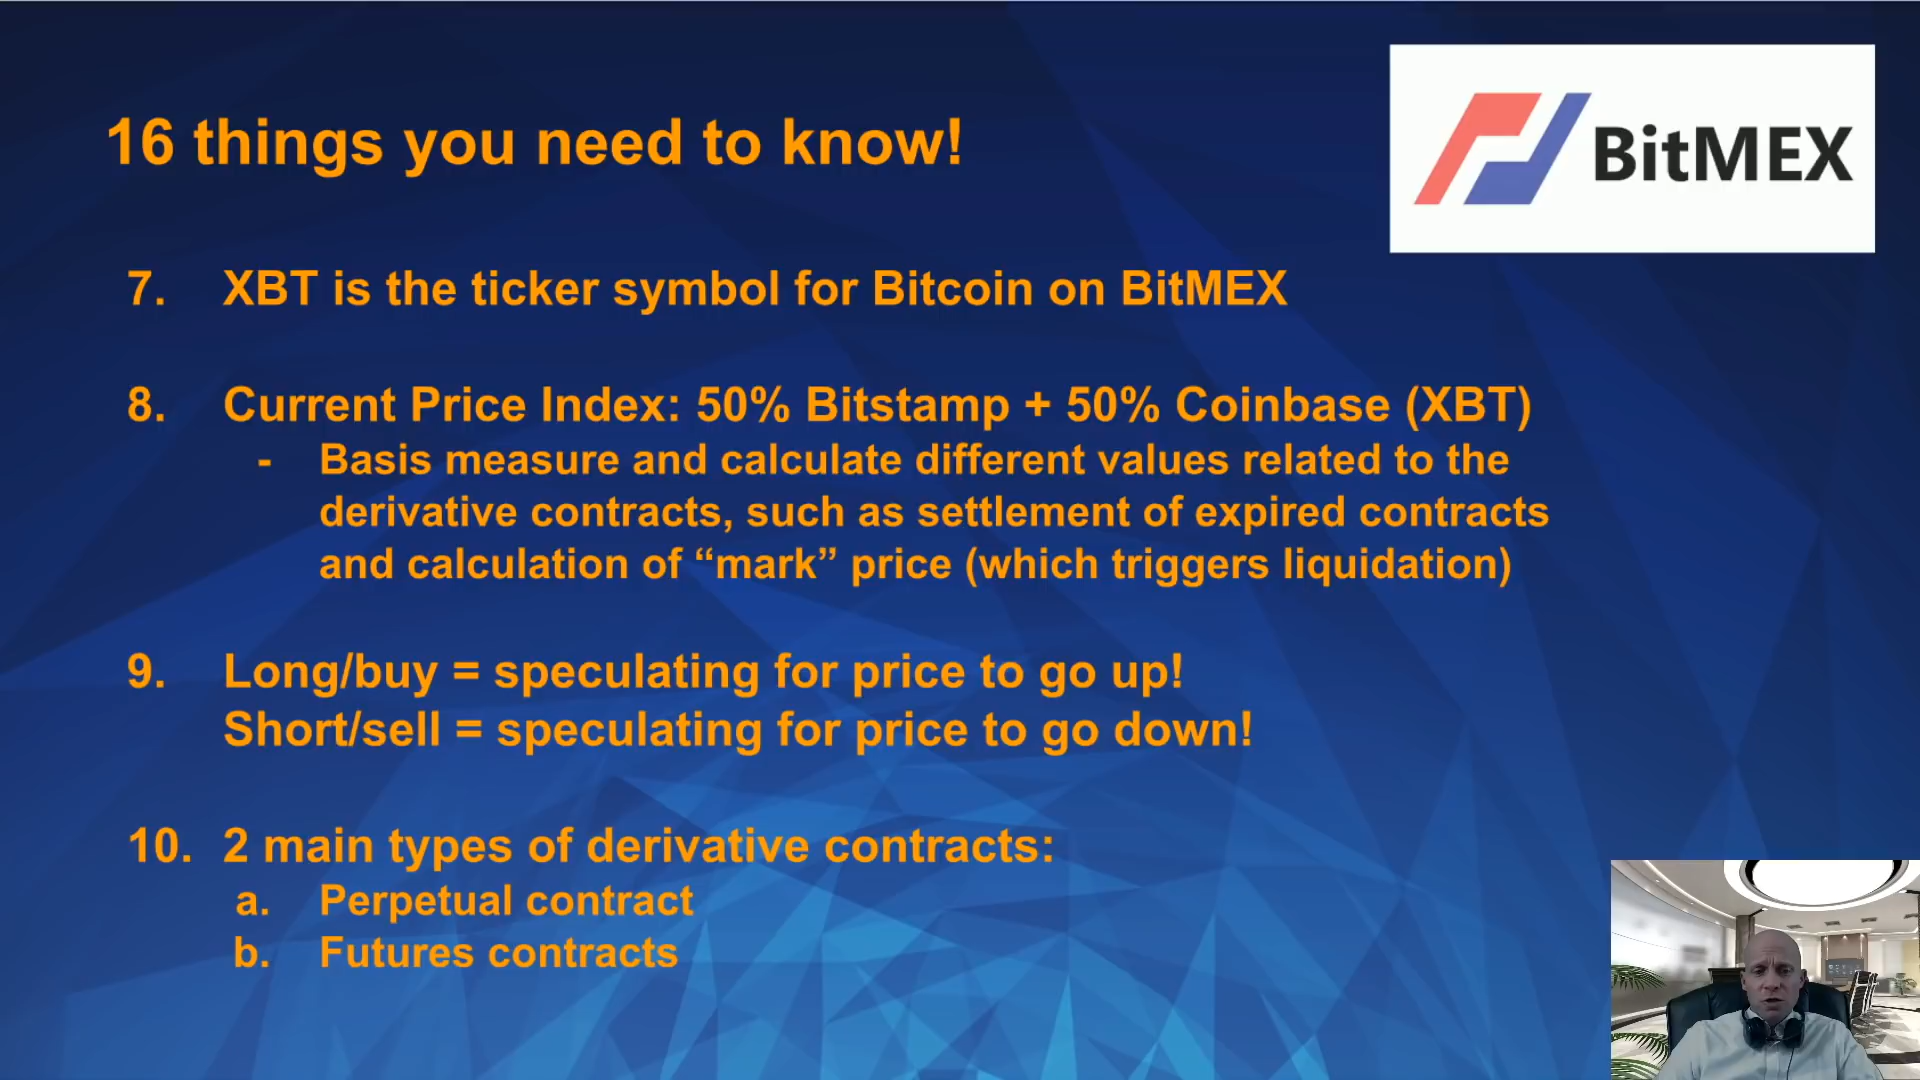 16 things you need to know!
BitMEX
7. XBT is the ticker symbol for Bitcoin on BitMEX
8. Current Price Index: 50% Bitstamp + 50% Coinbase (XBT)
- Basis measure and calculate different values related to the
derivative contracts, such as settlement of expired contracts
and calculation of “mark” price (which triggers liquidation)
9. Long/buy = speculating for price to go up!
Short/sell = speculating for price to go down!
10. 2 main types of derivative contracts:
a. Perpetual contract
b. Futures contracts